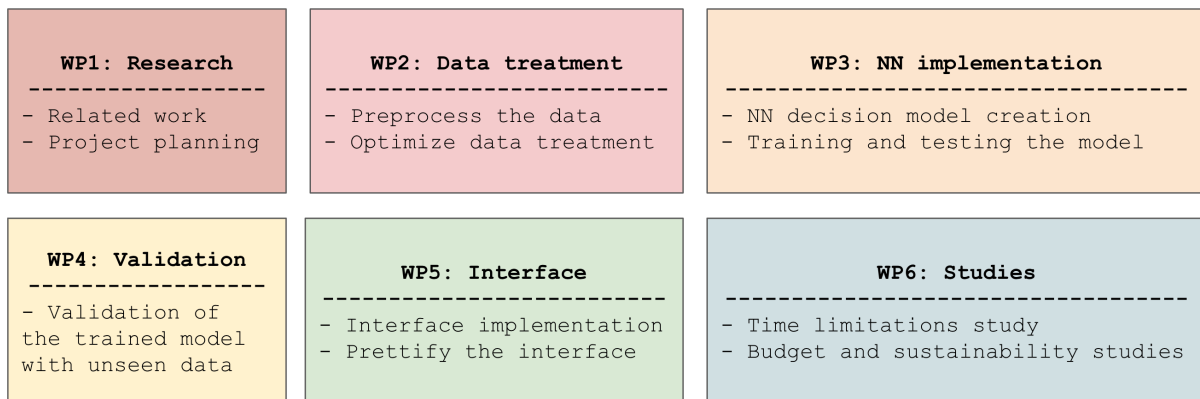 WP1: Research
------------------
- Related work
- Project planning
WP2: Data treatment
--------------------------
- Preprocess the data
- Optimize data treatment
WP3: NN implementation
-----------------------------------
- NN decision model creation
- Training and testing the model
WP4: Validation
------------------
- Validation of
the trained model
with unseen data
WP5: Interface
--------------------------
- Interface implementation
- Prettify the interface
WP6: Studies
-----------------------------------
- Time limitations study
- Budget and sustainability studies